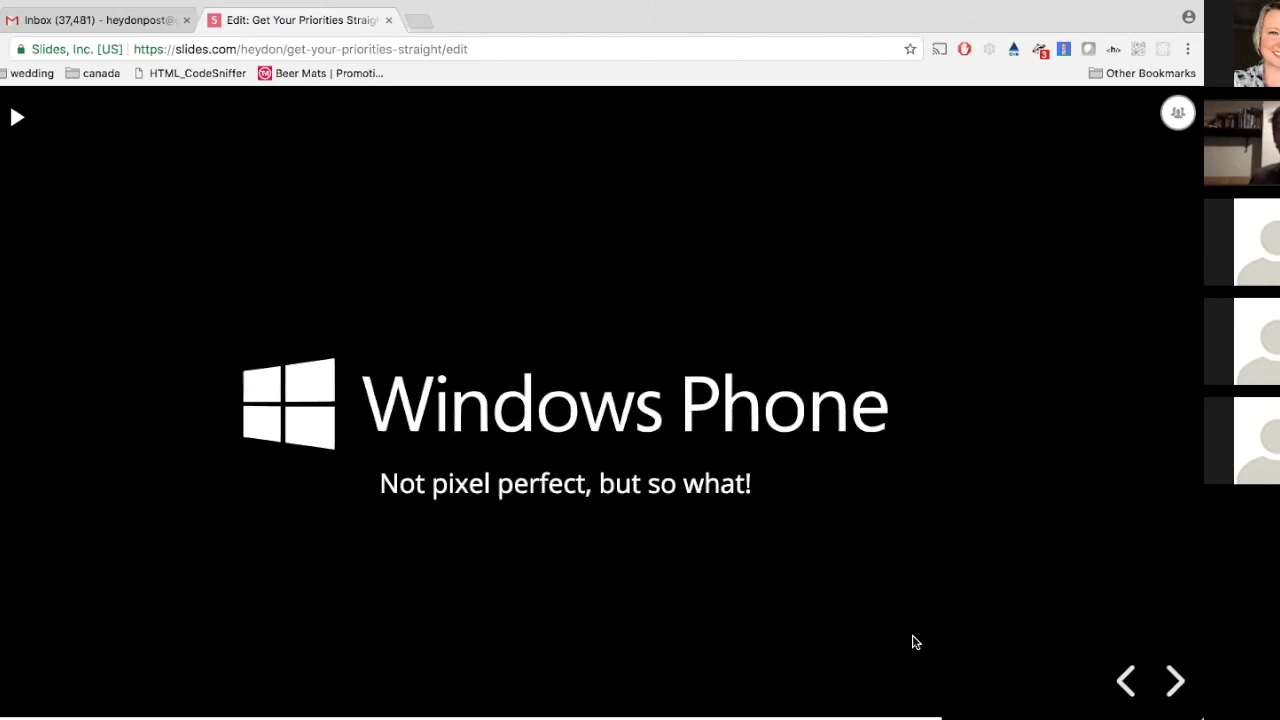 Inbox (37,481) - heydonpost@
Edit: Get Your Priorities Straig
Slides, Inc. [US]
https://slides.com/heydon/get-your-priorities-straight/edit
wedding
canada
HTML_CodeSniffer
Beer Mats | Promoti...
Other Bookmarks
Windows Phone
Not pixel perfect, but so what!